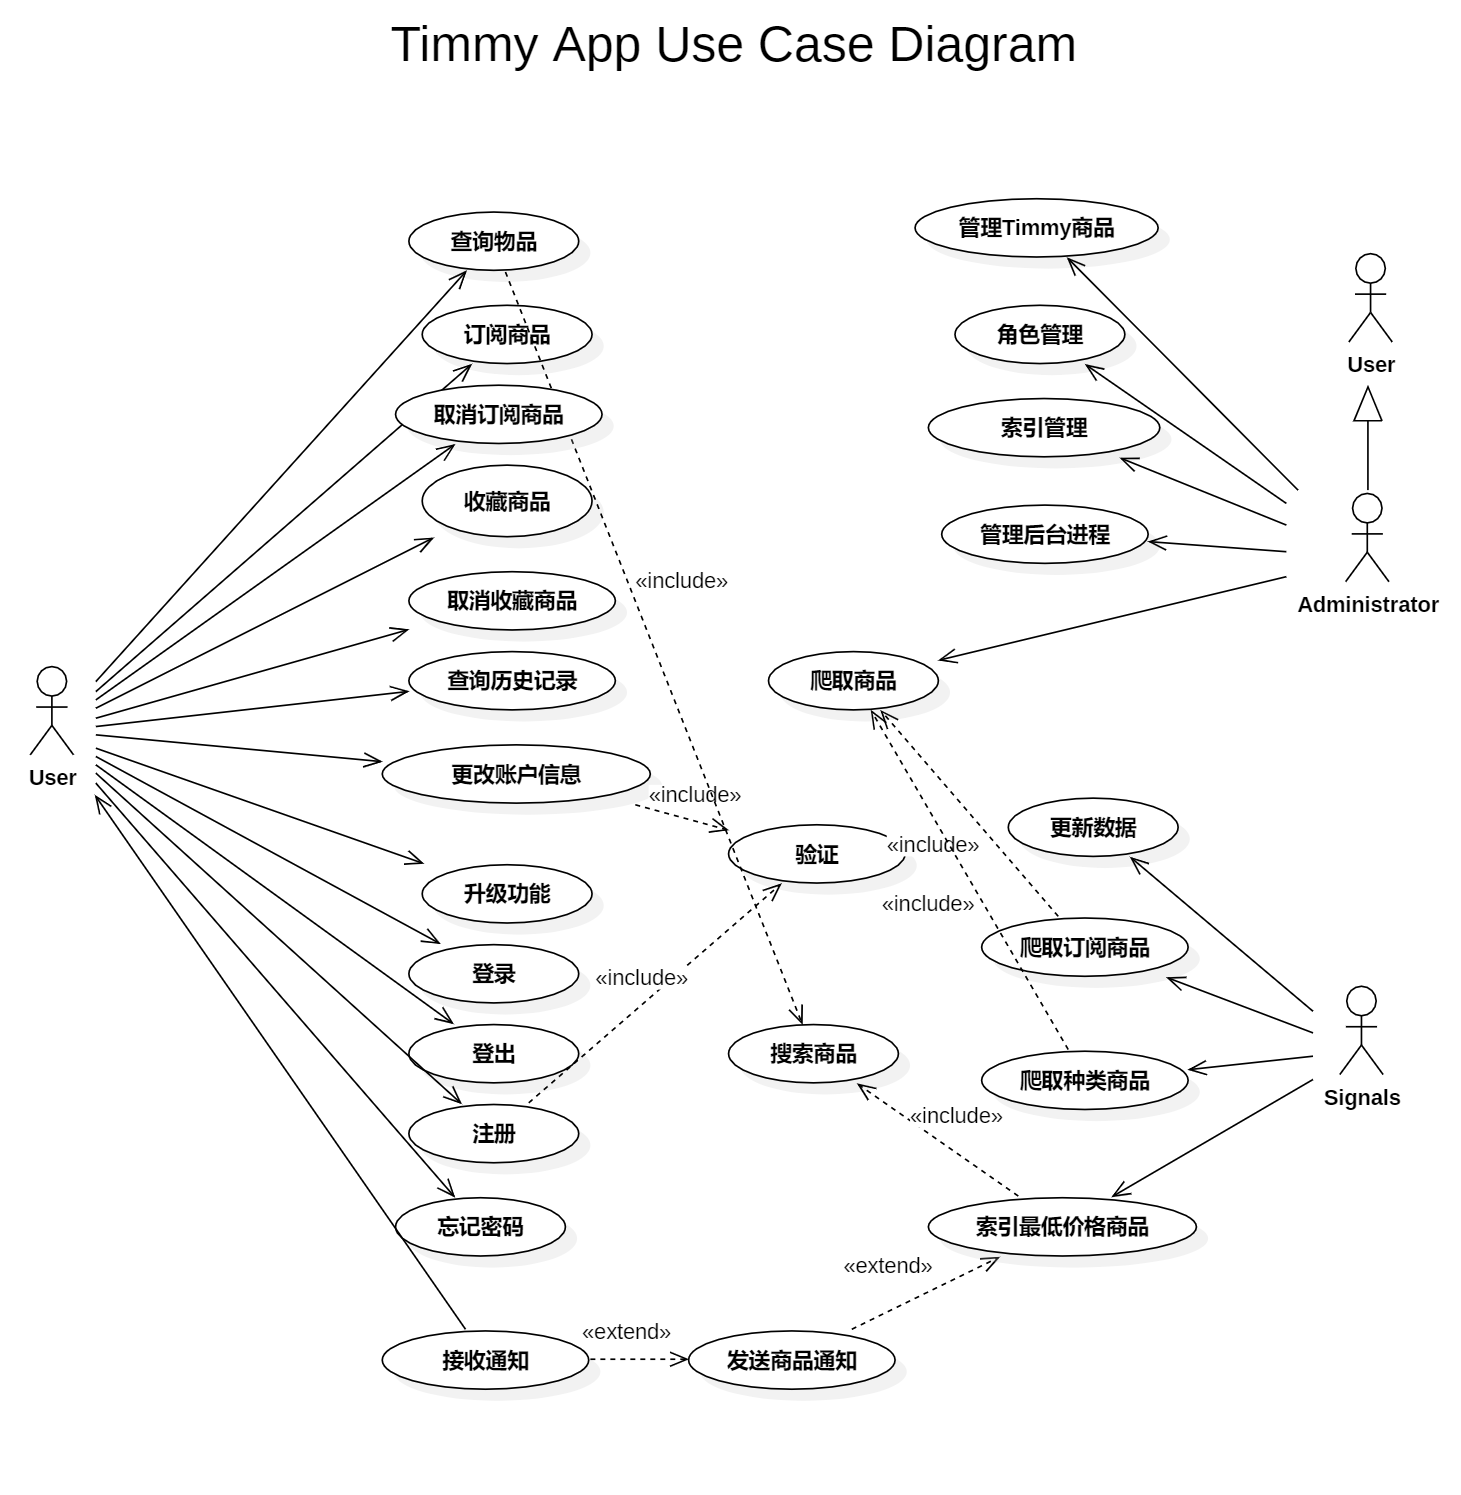 Timmy App Use Case Diagram
查询物品
管理Timmy商品
订阅商品
角色管理
User
取消订阅商品
索引管理
收藏商品
管理后台进程
«include»
取消收藏商品
Administrator
查询历史记录
爬取商品
User
更改账户信息
«include»
更新数据
验证
«include»
升级功能
«include»
爬取订阅商品
登录
«include»
登出
搜索商品
爬取种类商品
Signals
«include»
注册
忘记密码
索引最低价格商品
«extend»
«extend»
接收通知
发送商品通知